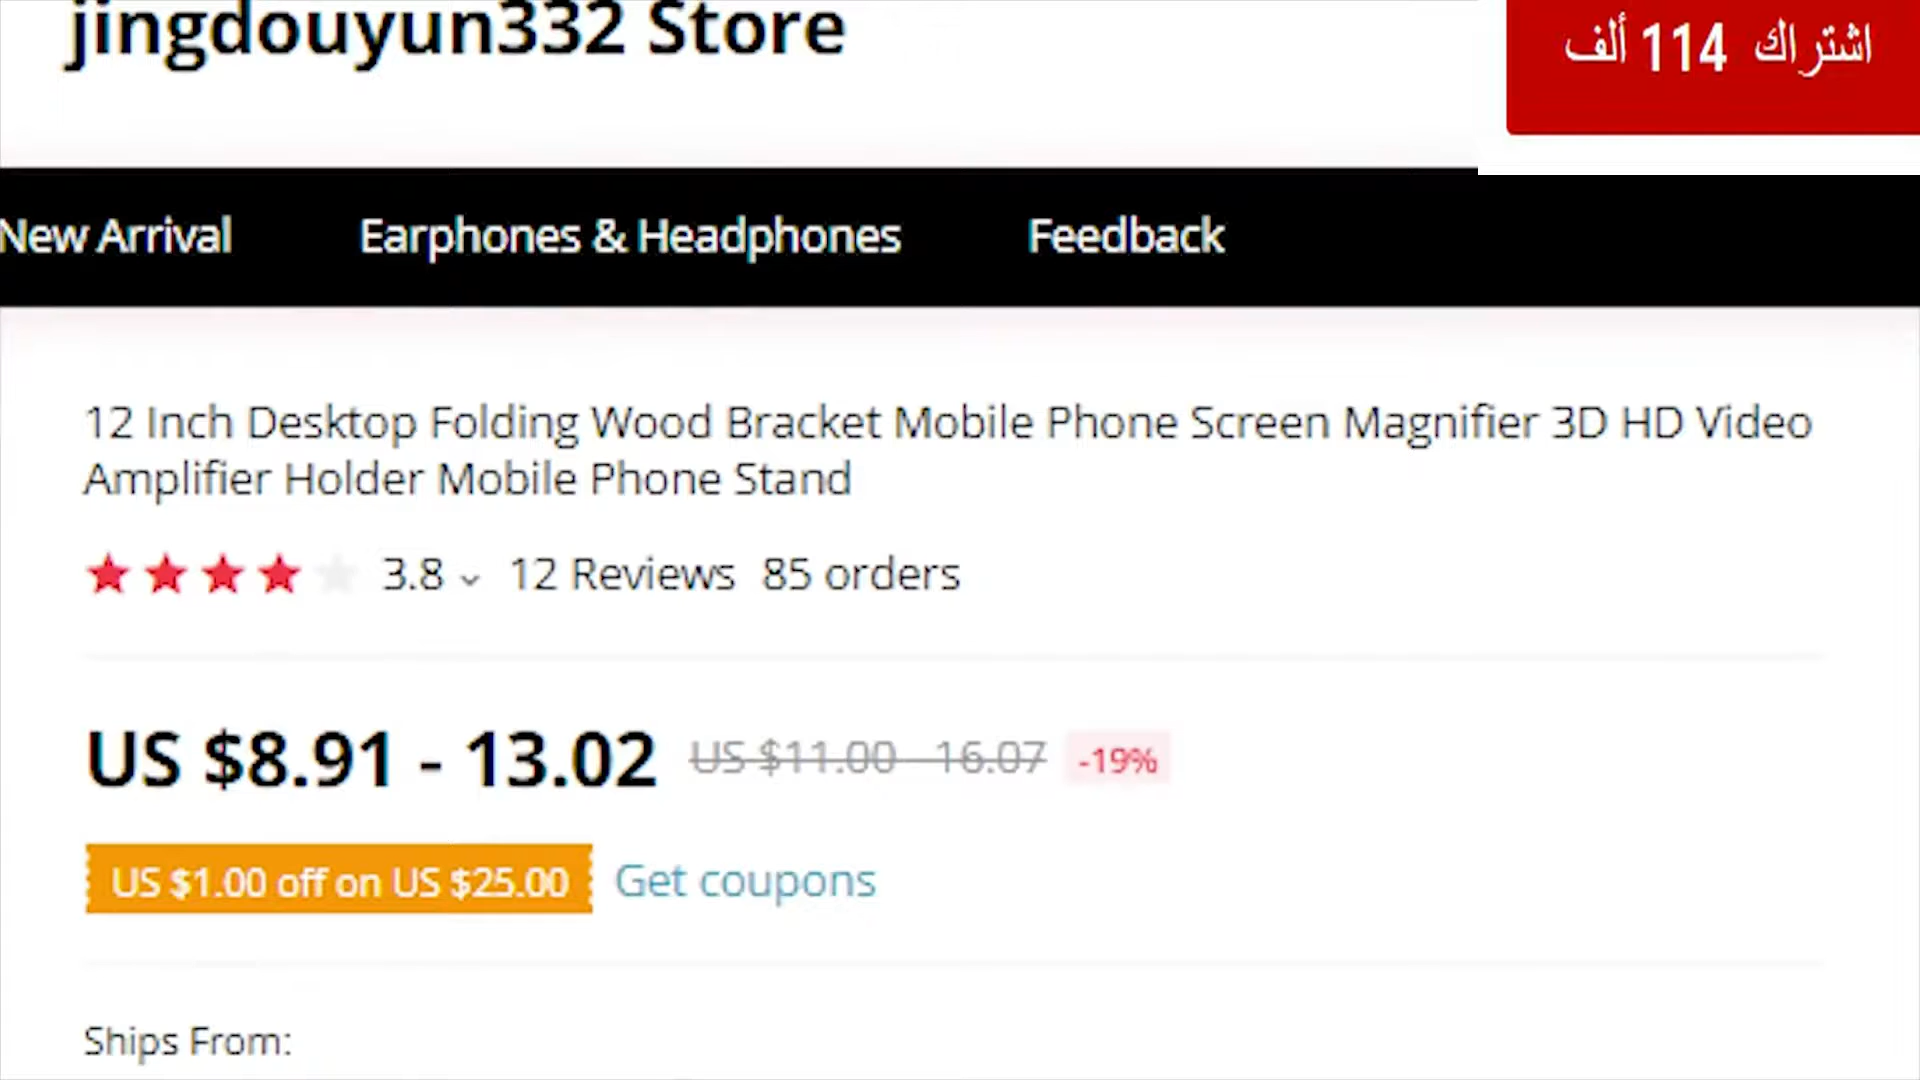 jingdouyun332 Store
اشتراك 114 ألف
New Arrival Earphones & Headphones Feedback
12 Inch Desktop Folding Wood Bracket Mobile Phone Screen Magnifier 3D HD Video
Amplifier Holder Mobile Phone Stand
3.8 12 Reviews 85 orders
US $8.91 - 13.02 US $11.00 - 16.07 -19%
US $1.00 off on US $25.00 Get coupons
Ships From: